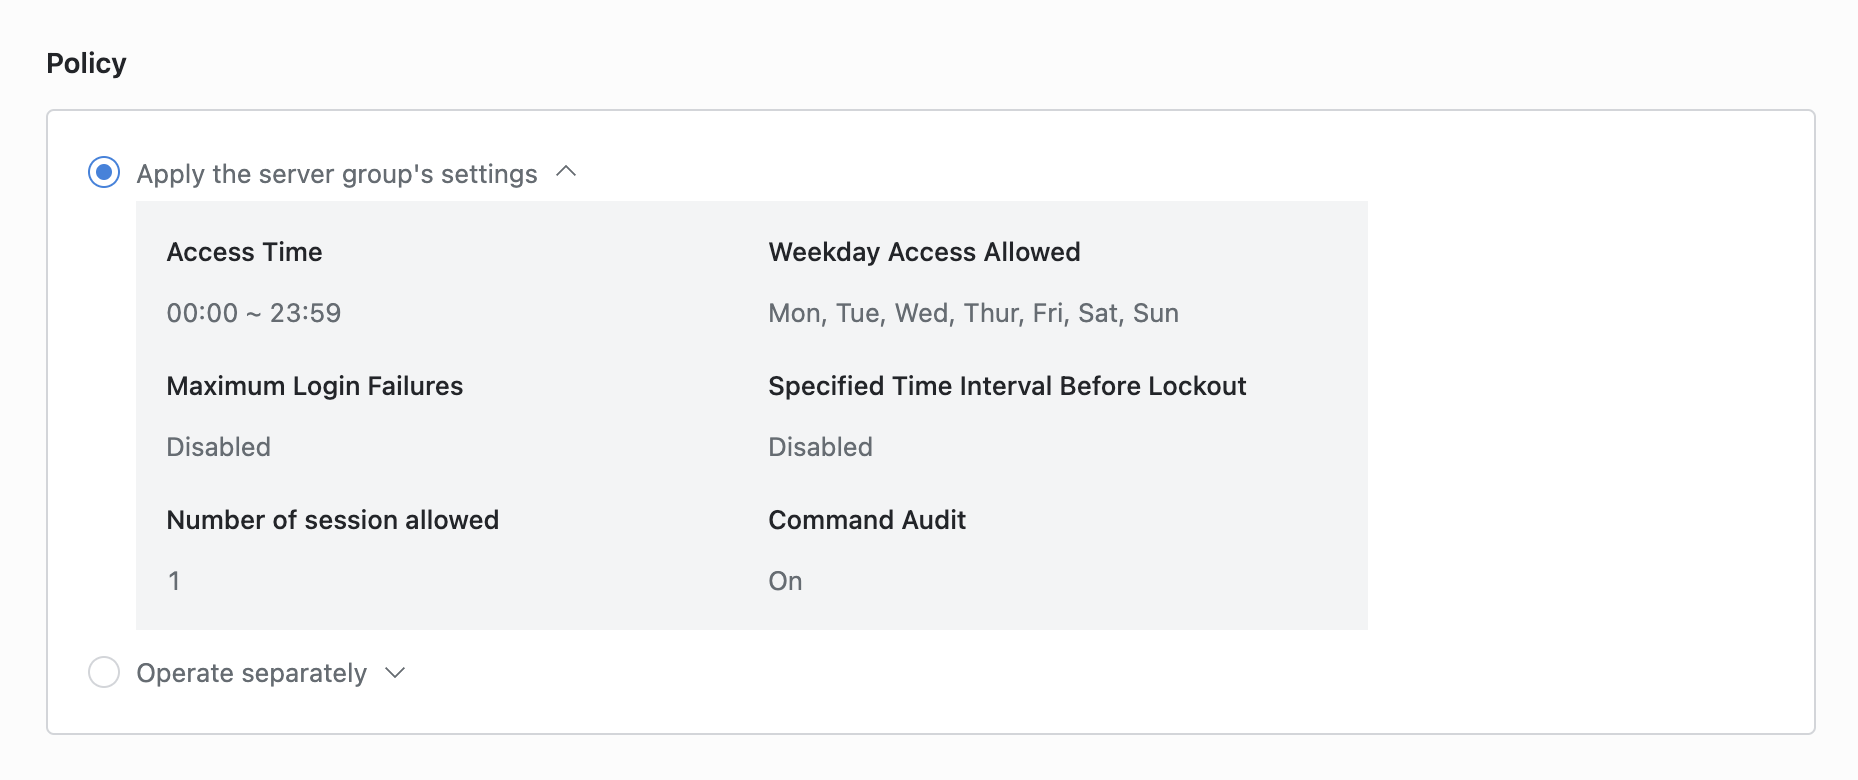 Policy
Apply the server group's settings
Access Time
Weekday Access Allowed
00:00 ~ 23:59
Mon, Tue, Wed, Thur, Fri, Sat, Sun
Maximum Login Failures
Specified Time Interval Before Lockout
Disabled
Disabled
Number of session allowed
Command Audit
1
On
Operate separately